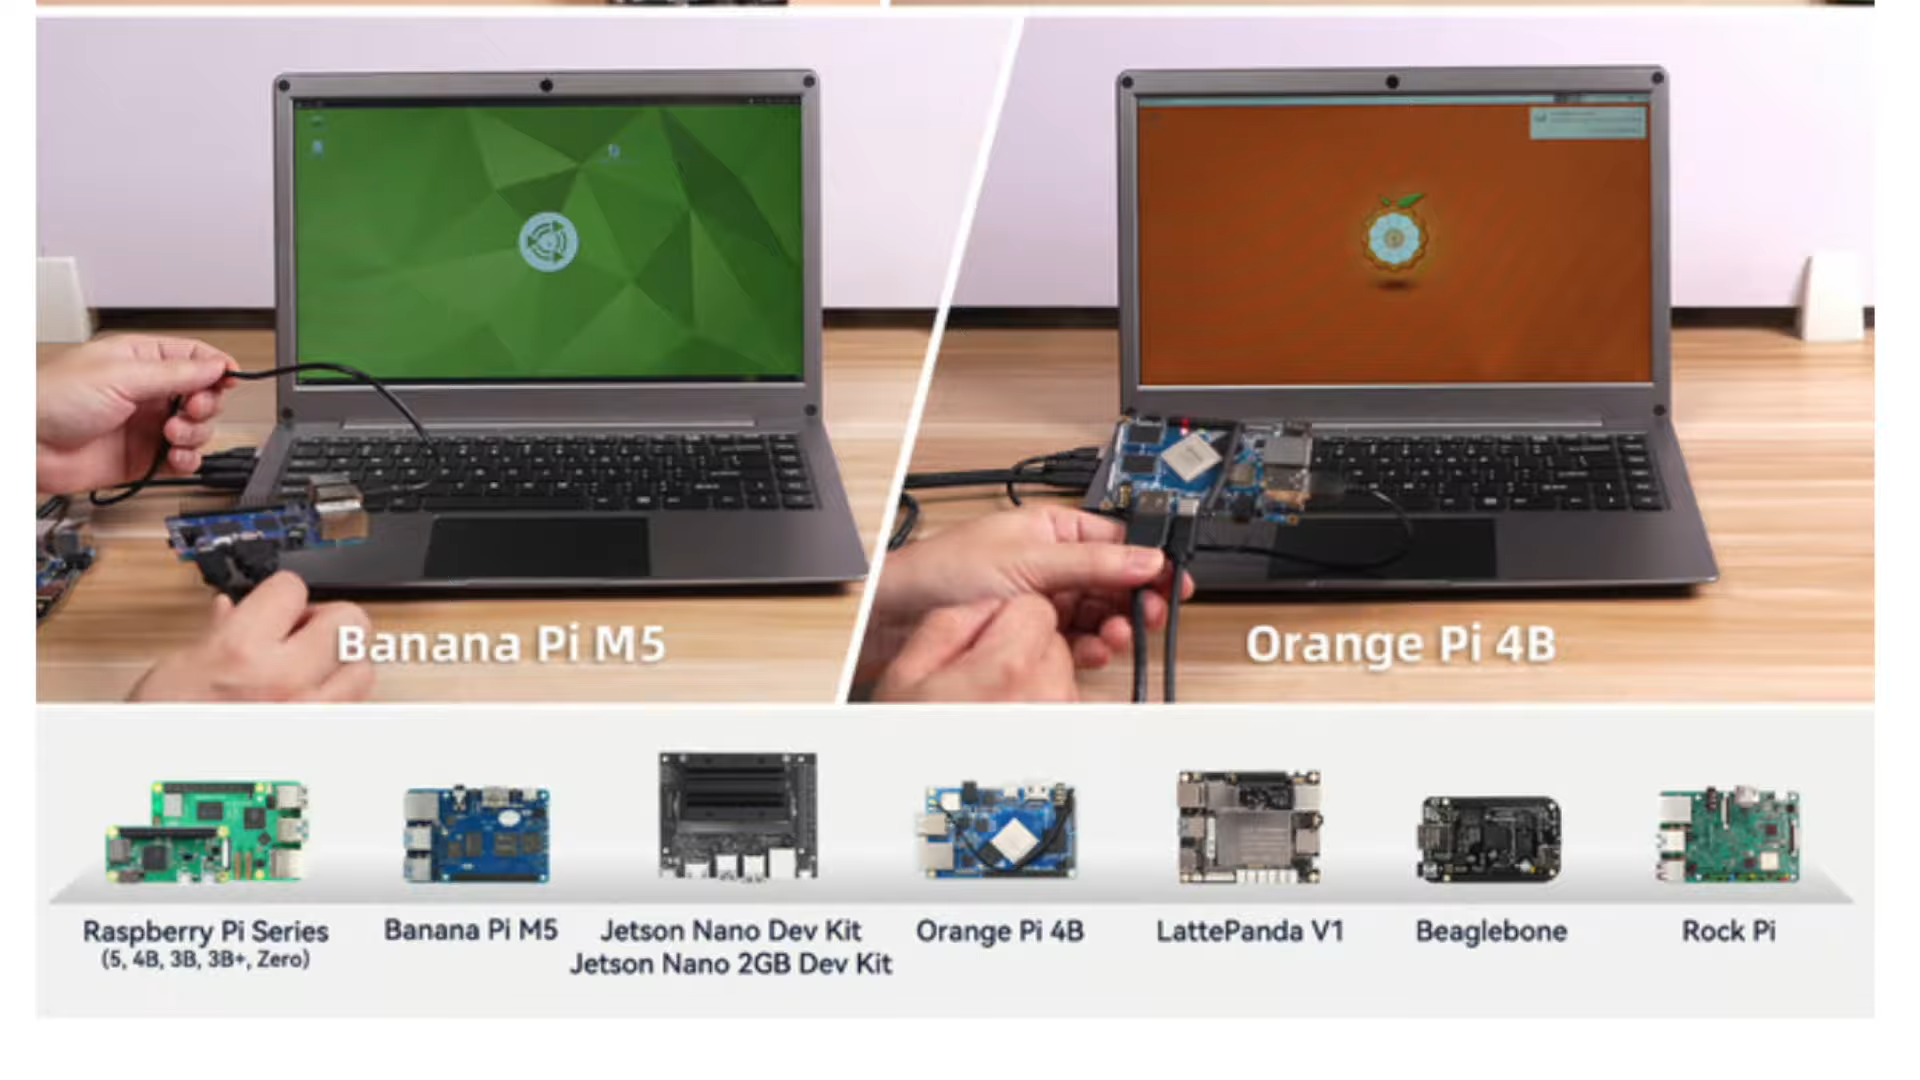 Banana Pi M5
Orange Pi 4B
Raspberry Pi Series
(5, 4B, 3B, 3B+, Zero)
Banana Pi M5
Jetson Nano Dev Kit
Jetson Nano 2GB Dev Kit
Orange Pi 4B
LattePanda V1
Beaglebone
Rock Pi